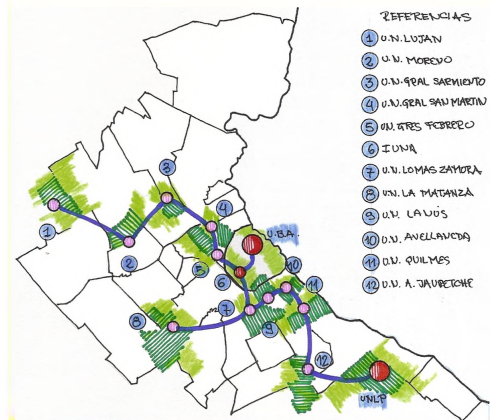 REFERENCIAS
1 U.N. LUJAN
2 U.N. MORENO
3 U.N. GRAL SARMIENTO
4 U.N. GRAL SAN MARTIN
5 UN. TRES FEBRERO
6 IUNA
7 U.N. LOMAS ZAMORA
8 U.N. LA MATANZA
9 U.N. LANÚS
10 U.N. AVELLANEDA
11 U.N. QUILMES
12 U.N. A. JAURETCHE
3
4
1
U.B.A.
2
5
6
10
11
7
8
9
12
UNLP